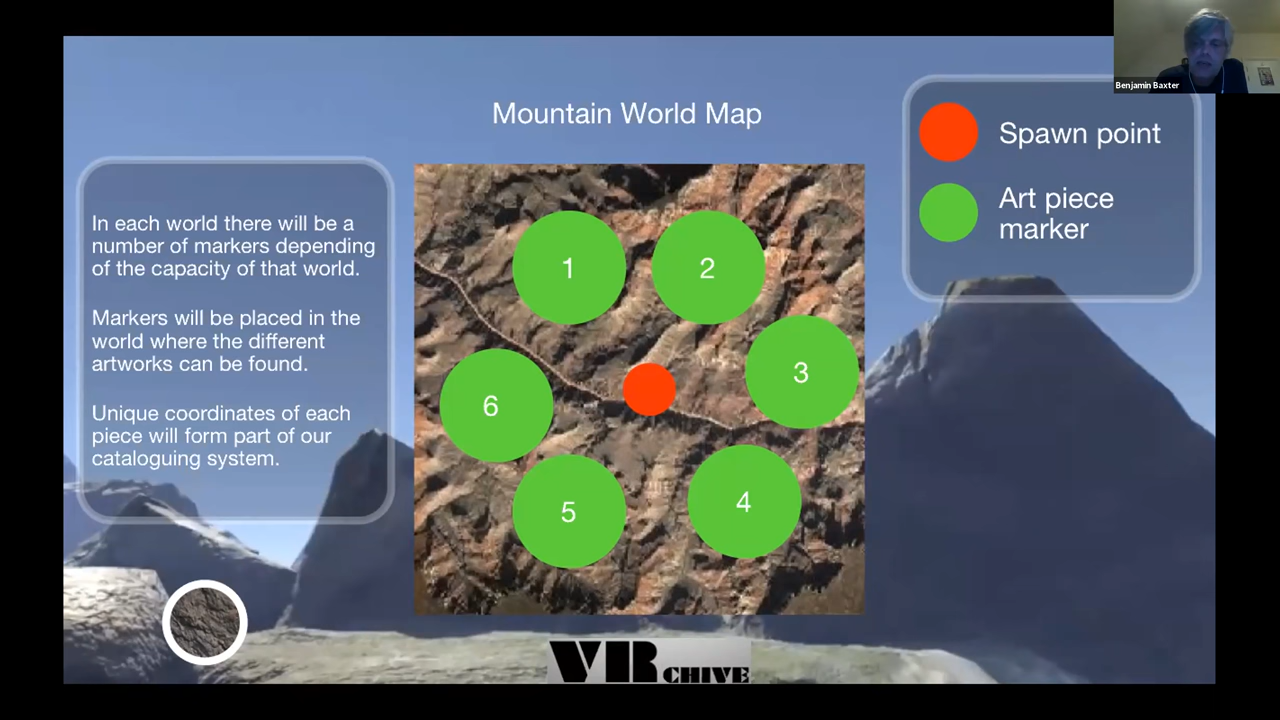 Benjamin Baxter
Mountain World Map
Spawn point
Art piece
marker
In each world there will be a
number of markers depending
of the capacity of that world.
Markers will be placed in the
world where the different
artworks can be found.
Unique coordinates of each
piece will form part of our
cataloguing system.
1
2
3
6
4
5
VRCHIVE